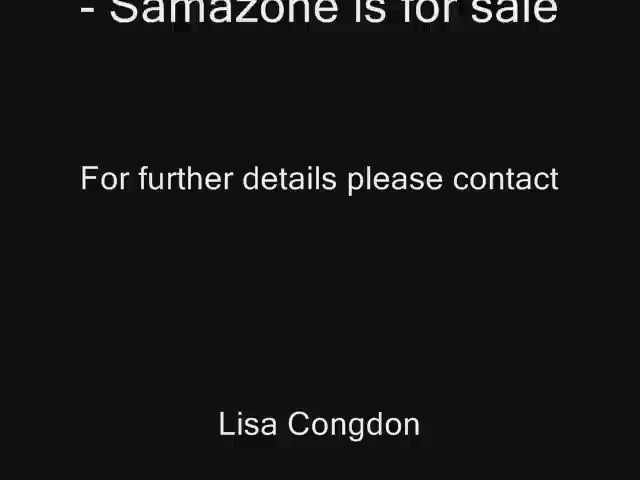 - Samazone is for sale
For further details please contact
Lisa Congdon